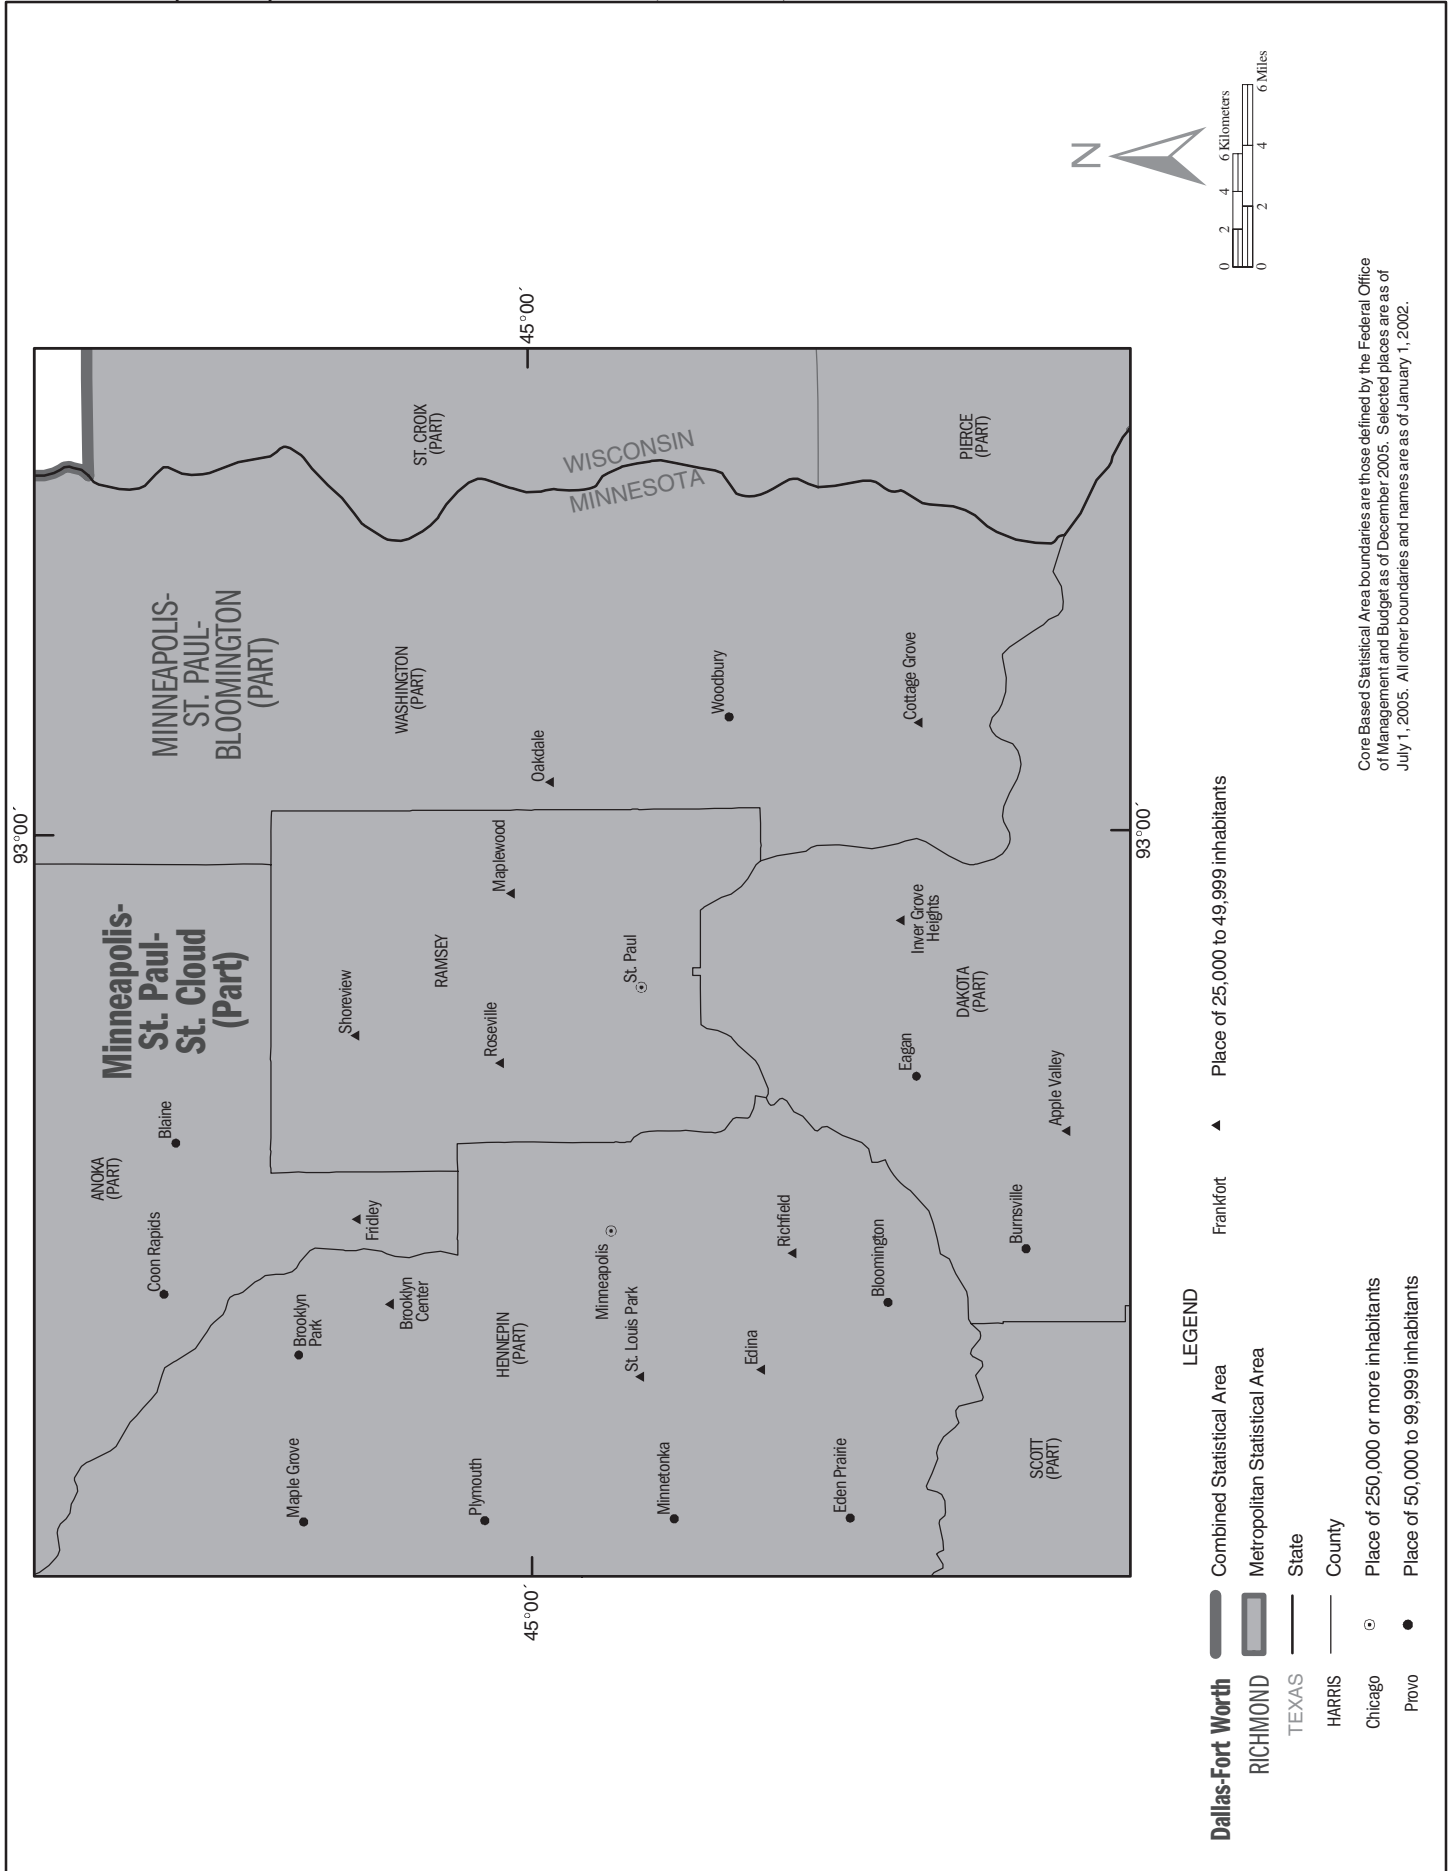 93°00´
Minneapolis-
St. Paul-
St. Cloud
(Part)
MINNEAPOLIS-
ST. PAUL-
BLOOMINGTON
(PART)
ANOKA
(PART)
Coon Rapids
Blaine
Maple Grove
Brooklyn
Park
Fridley
Brooklyn
Center
Shoreview
RAMSEY
WASHINGTON
(PART)
ST. CROIX
(PART)
Plymouth
HENNEPIN
(PART)
Roseville
Maplewood
Oakdale
45°00´
45°00´
WISCONSIN
MINNESOTA
Minneapolis
St. Louis Park
St. Paul
Minnetonka
Woodbury
Edina
Richfield
Eden Prairie
Bloomington
Eagan
Inver Grove
Heights
Cottage Grove
DAKOTA
(PART)
PIERCE
(PART)
SCOTT
(PART)
Burnsville
Apple Valley
93°00´
N
0 2 4 6 Kilometers
0 2 4 6 Miles
LEGEND
Dallas-Fort Worth Combined Statistical Area
RICHMOND Metropolitan Statistical Area
TEXAS State
HARRIS County
Chicago Place of 250,000 or more inhabitants
Provo Place of 50,000 to 99,999 inhabitants
Frankfort Place of 25,000 to 49,999 inhabitants
Core Based Statistical Area boundaries are those defined by the Federal Office
of Management and Budget as of December 2005. Selected places are as of
July 1, 2005. All other boundaries and names are as of January 1, 2002.